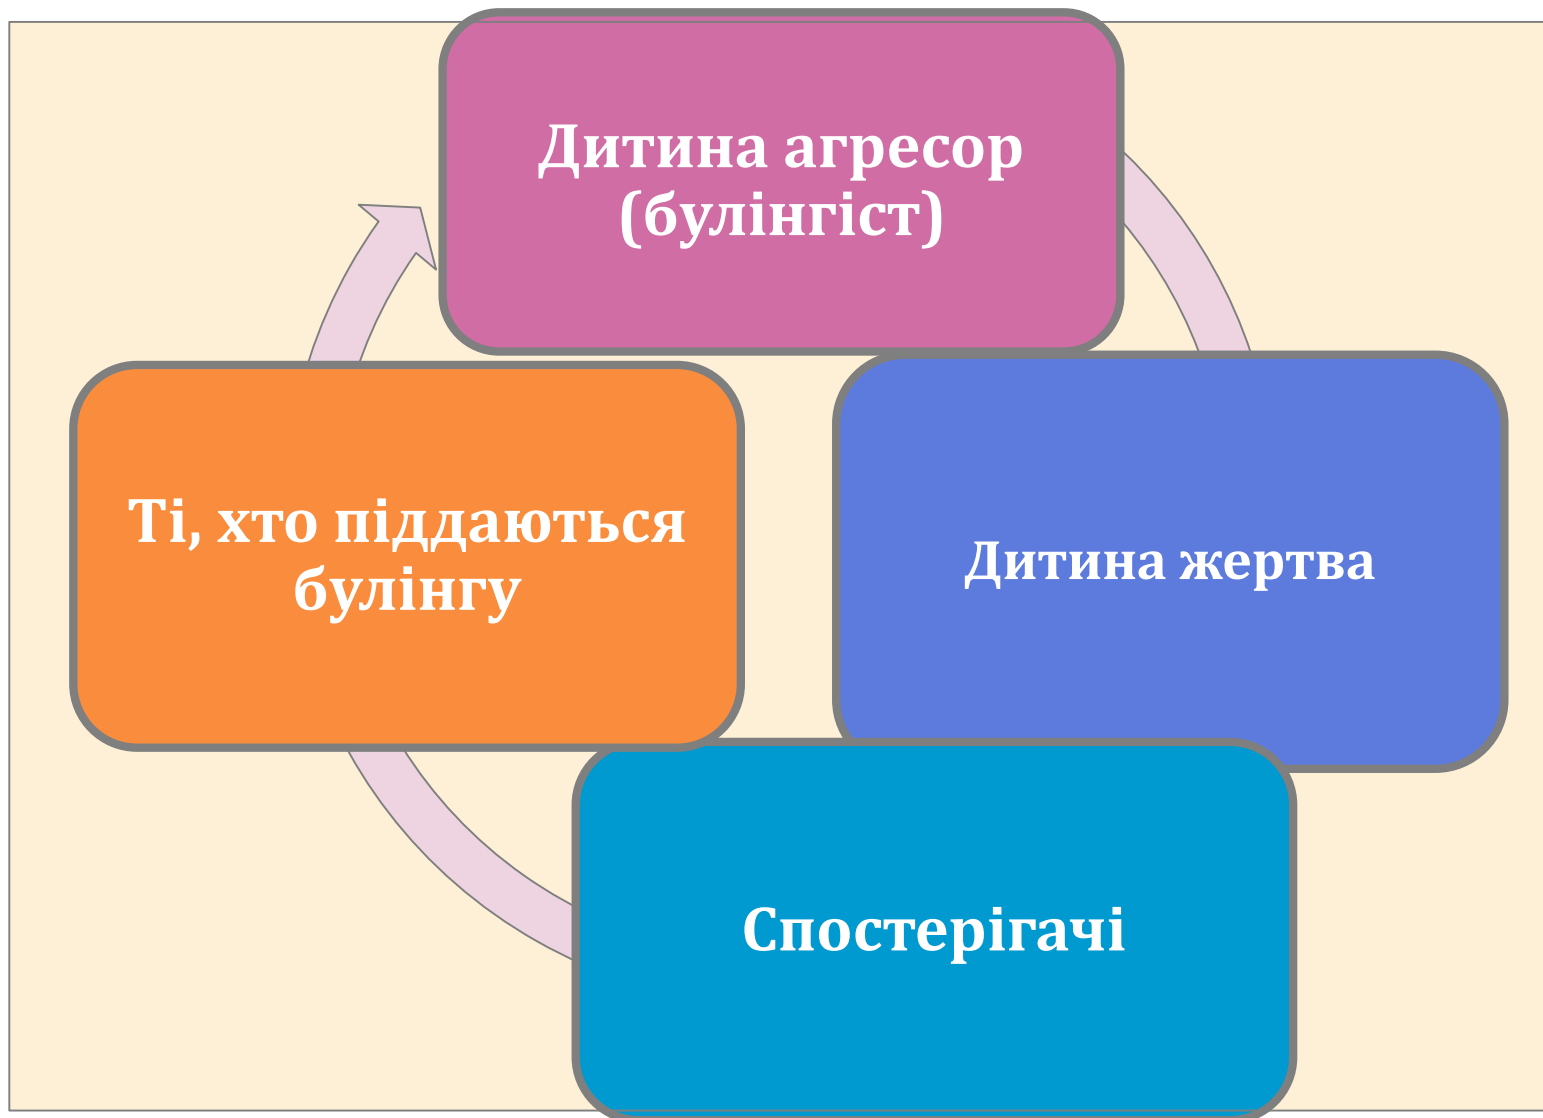 Дитина агресор
(булінгіст)
Ті, хто піддаються
булінгу
Дитина жертва
Спостерігачі